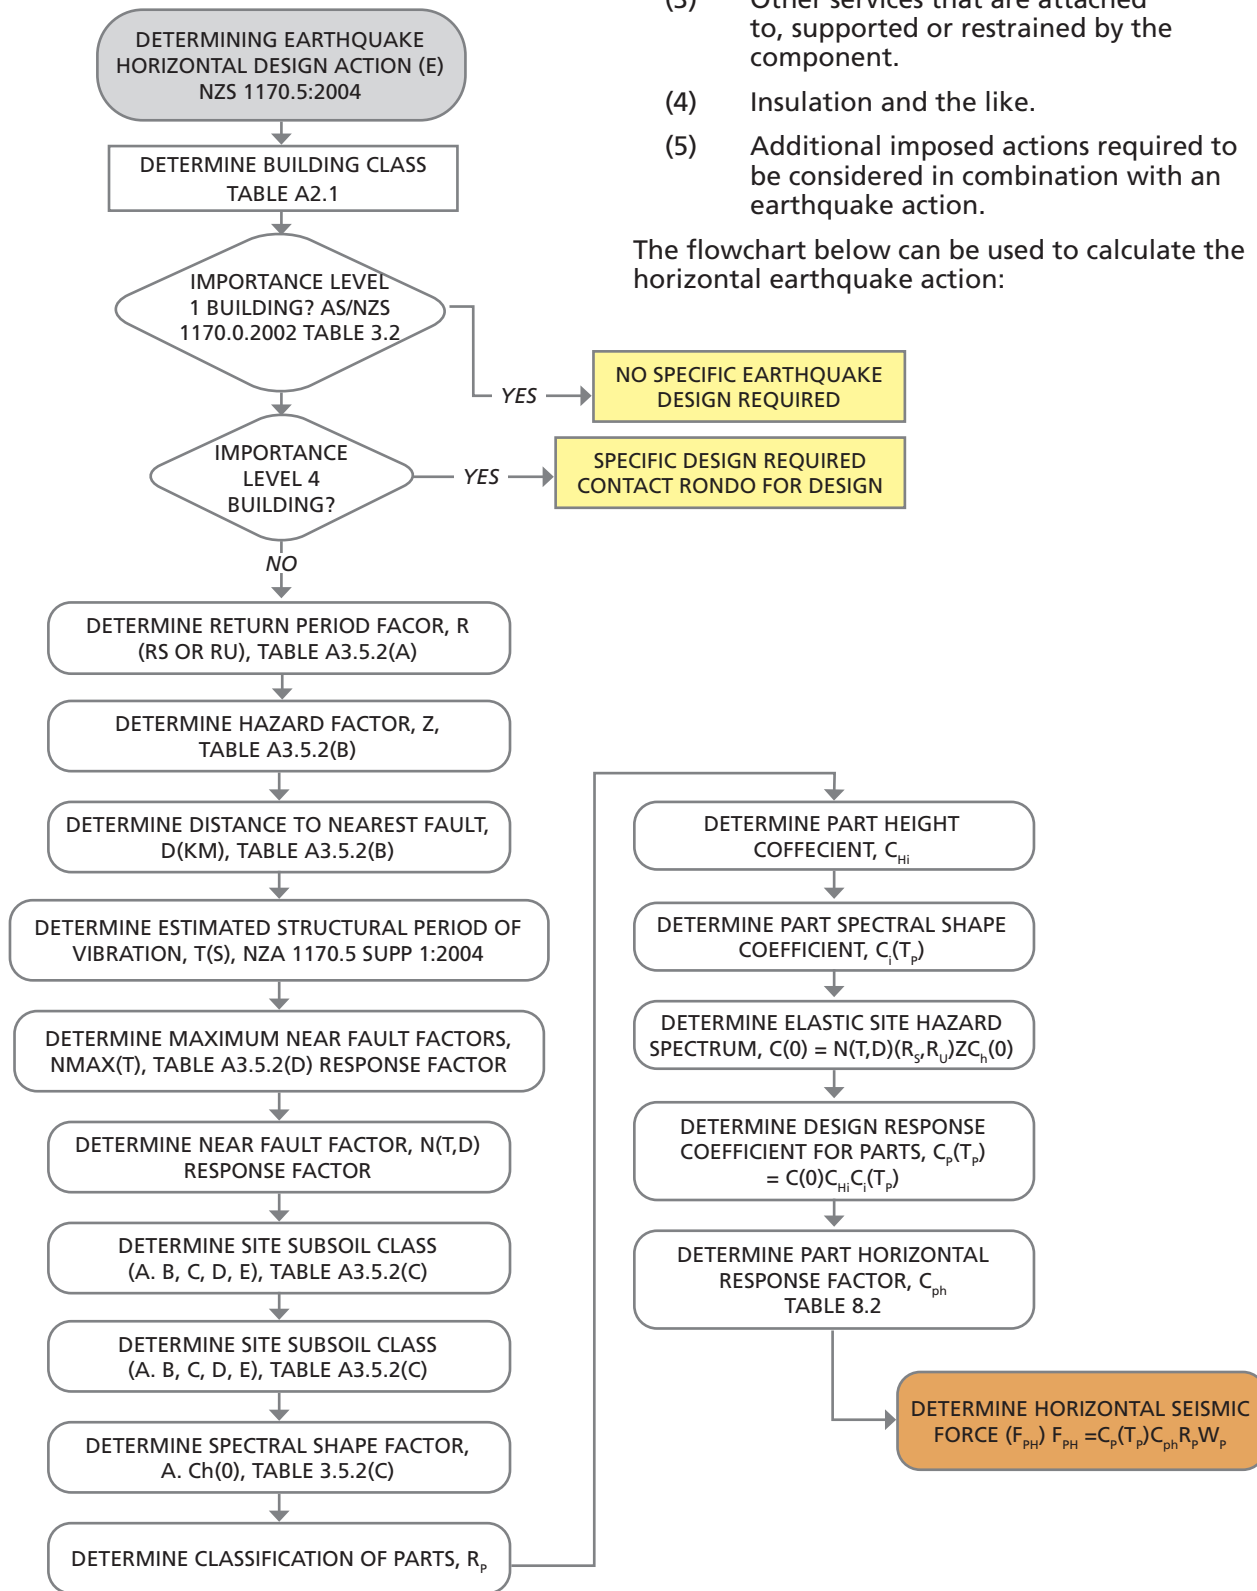 (3) Other services that are attached
to, supported or restrained by the
component.
(4) Insulation and the like.
(5) Additional imposed actions required to
be considered in combination with an
earthquake action.
The flowchart below can be used to calculate the
horizontal earthquake action:
DETERMINING EARTHQUAKE
HORIZONTAL DESIGN ACTION (E)
NZS 1170.5:2004
DETERMINE BUILDING CLASS
TABLE A2.1
IMPORTANCE LEVEL
1 BUILDING? AS/NZS
1170.0.2002 TABLE 3.2
YES
NO SPECIFIC EARTHQUAKE
DESIGN REQUIRED
IMPORTANCE
LEVEL 4
BUILDING?
YES
SPECIFIC DESIGN REQUIRED
CONTACT RONDO FOR DESIGN
NO
DETERMINE RETURN PERIOD FACOR, R
(RS OR RU), TABLE A3.5.2(A)
DETERMINE HAZARD FACTOR, Z,
TABLE A3.5.2(B)
DETERMINE DISTANCE TO NEAREST FAULT,
D(KM), TABLE A3.5.2(B)
DETERMINE ESTIMATED STRUCTURAL PERIOD OF
VIBRATION, T(S), NZA 1170.5 SUPP 1:2004
DETERMINE MAXIMUM NEAR FAULT FACTORS,
NMAX(T), TABLE A3.5.2(D) RESPONSE FACTOR
DETERMINE NEAR FAULT FACTOR, N(T,D)
RESPONSE FACTOR
DETERMINE SITE SUBSOIL CLASS
(A. B, C, D, E), TABLE A3.5.2(C)
DETERMINE SITE SUBSOIL CLASS
(A. B, C, D, E), TABLE A3.5.2(C)
DETERMINE SPECTRAL SHAPE FACTOR,
A. Ch(0), TABLE 3.5.2(C)
DETERMINE CLASSIFICATION OF PARTS, RP
DETERMINE PART HEIGHT
COFFECIENT, CHi
DETERMINE PART SPECTRAL SHAPE
COEFFICIENT, Ci(TP)
DETERMINE ELASTIC SITE HAZARD
SPECTRUM, C(0) = N(T,D)(RS,RU)ZCh(0)
DETERMINE DESIGN RESPONSE
COEFFICIENT FOR PARTS, CP(TP)
= C(0)CHiCi(TP)
DETERMINE PART HORIZONTAL
RESPONSE FACTOR, Cph
TABLE 8.2
DETERMINE HORIZONTAL SEISMIC
FORCE (FPH) FPH =CP(TP)CphRPWP